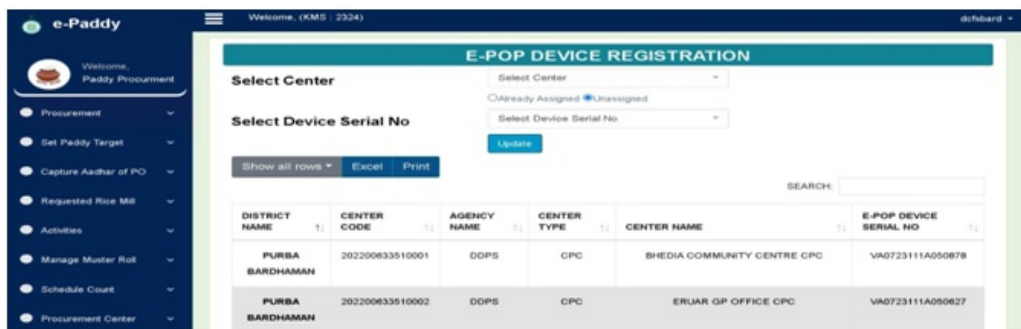 e-Paddy
Welcome, (KMS : 2324)
dcfsbard
Welcome,
Paddy Procurment
Procurement
Set Paddy Target
Capture Aadhar of PO
Requested Rice Mill
Activities
Manage Muster Roll
Schedule Count
Procurement Center
E-POP DEVICE REGISTRATION
Select Center
Select Center
Already Assigned Unassigned
Select Device Serial No
Select Device Serial No
Update
Show all rows Excel Print
SEARCH:
DISTRICT NAME CENTER CODE AGENCY NAME CENTER TYPE CENTER NAME E-POP DEVICE SERIAL NO
PURBA BARDHAMAN 202200633510001 DDPS CPC BHEDIA COMMUNITY CENTRE CPC VA0723111A050878
PURBA BARDHAMAN 202200633510002 DDPS CPC ERUAR GP OFFICE CPC VA0723111A050627